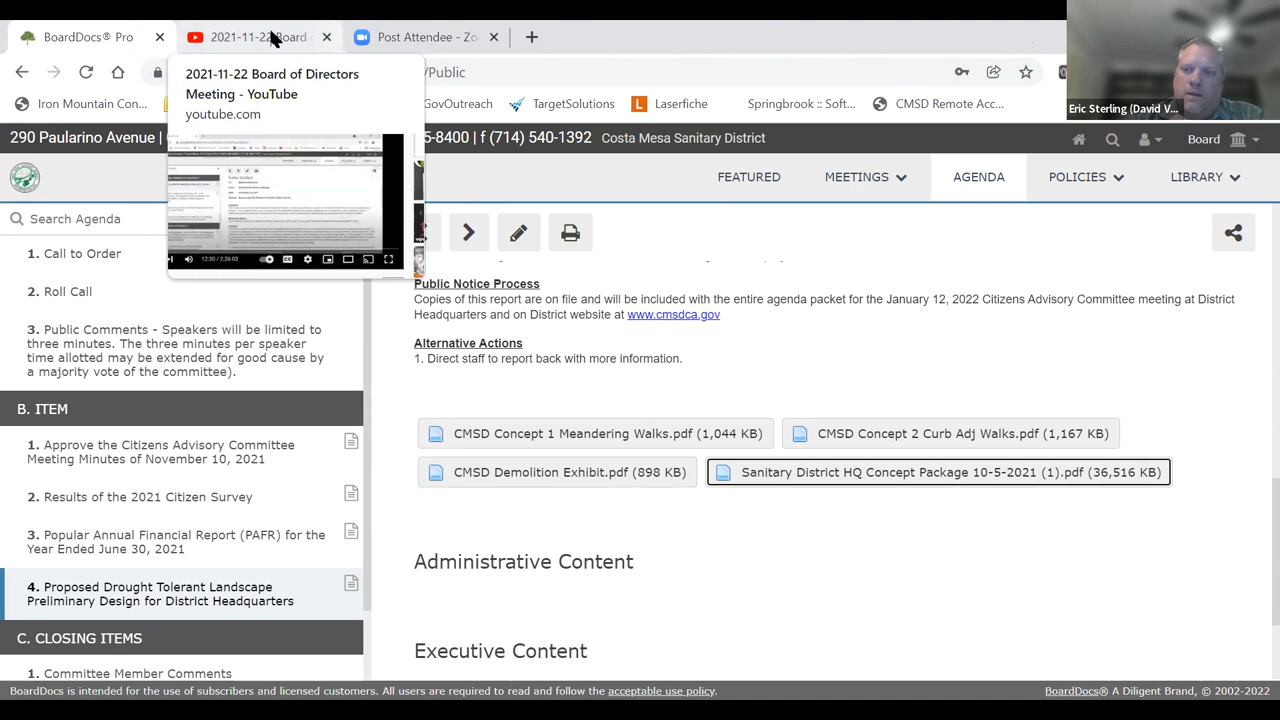 BoardDocs® Pro
2021-11-22 Board
Post Attendee - Zo
2021-11-22 Board of Directors
Meeting - YouTube
youtube.com
/Public
Iron Mountain Con...
GovOutreach
TargetSolutions
Laserfiche
Springbrook :: Soft...
CMSD Remote Acc...
Eric Sterling (David V...
290 Paularino Avenue |
5-8400 | f (714) 540-1392
Costa Mesa Sanitary District
Board
FEATURED
MEETINGS
AGENDA
POLICIES
LIBRARY
Search Agenda
12:30 / 2:26:02
1. Call to Order
2. Roll Call
3. Public Comments - Speakers will be limited to
three minutes. The three minutes per speaker
time allotted may be extended for good cause by
a majority vote of the committee).
B. ITEM
1. Approve the Citizens Advisory Committee
Meeting Minutes of November 10, 2021
2. Results of the 2021 Citizen Survey
3. Popular Annual Financial Report (PAFR) for the
Year Ended June 30, 2021
4. Proposed Drought Tolerant Landscape
Preliminary Design for District Headquarters
C. CLOSING ITEMS
1. Committee Member Comments
Public Notice Process
Copies of this report are on file and will be included with the entire agenda packet for the January 12, 2022 Citizens Advisory Committee meeting at District
Headquarters and on District website at www.cmsdca.gov
Alternative Actions
1. Direct staff to report back with more information.
CMSD Concept 1 Meandering Walks.pdf (1,044 KB)
CMSD Concept 2 Curb Adj Walks.pdf (1,167 KB)
CMSD Demolition Exhibit.pdf (898 KB)
Sanitary District HQ Concept Package 10-5-2021 (1).pdf (36,516 KB)
Administrative Content
Executive Content
BoardDocs is intended for the use of subscribers and licensed customers. All users are required to read and follow the acceptable use policy.
BoardDocs® A Diligent Brand, © 2002-2022